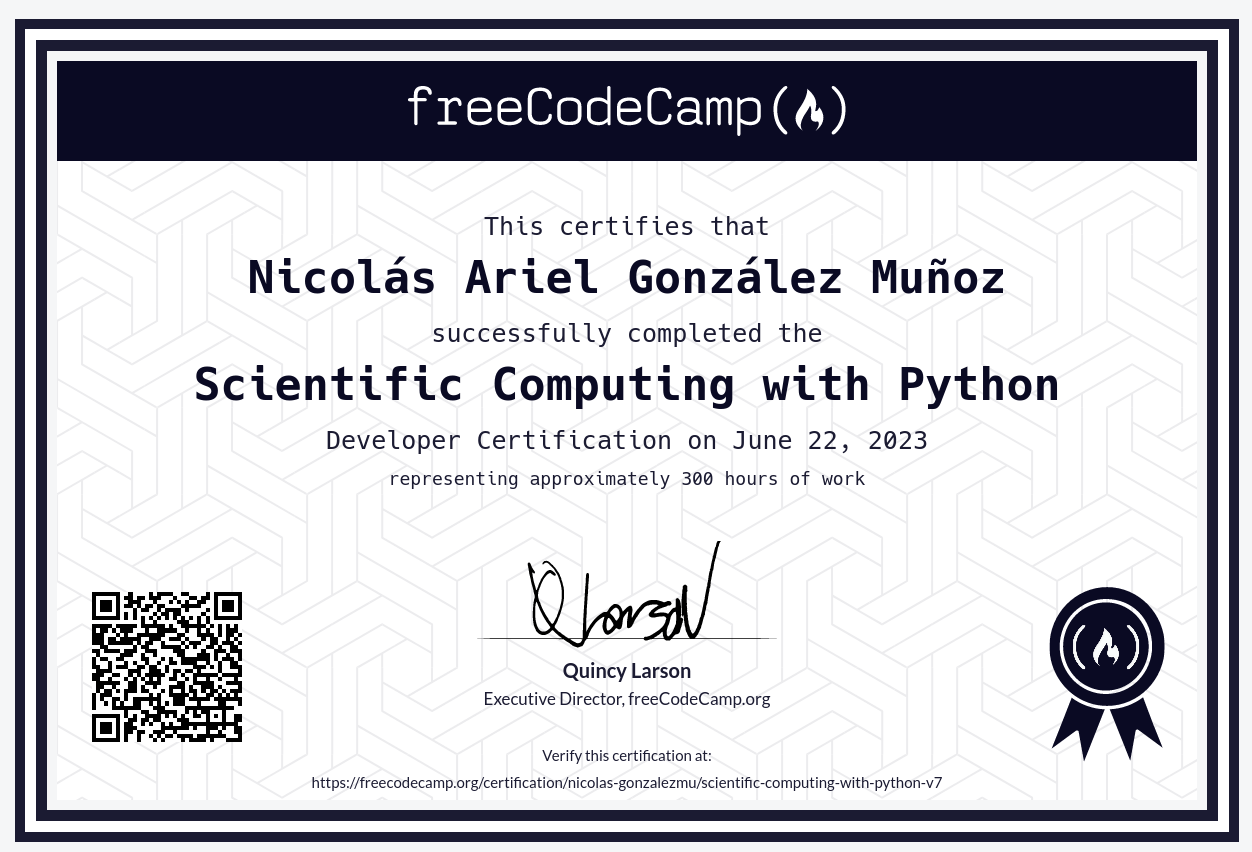 freeCodeCamp
This certifies that
Nicolás Ariel González Muñoz
successfully completed the
Scientific Computing with Python
Developer Certification on June 22, 2023
representing approximately 300 hours of work
Q Larson
Quincy Larson
Executive Director, freeCodeCamp.org
Verify this certification at:
https://freecodecamp.org/certification/nicolas-gonzalezmu/scientific-computing-with-python-v7